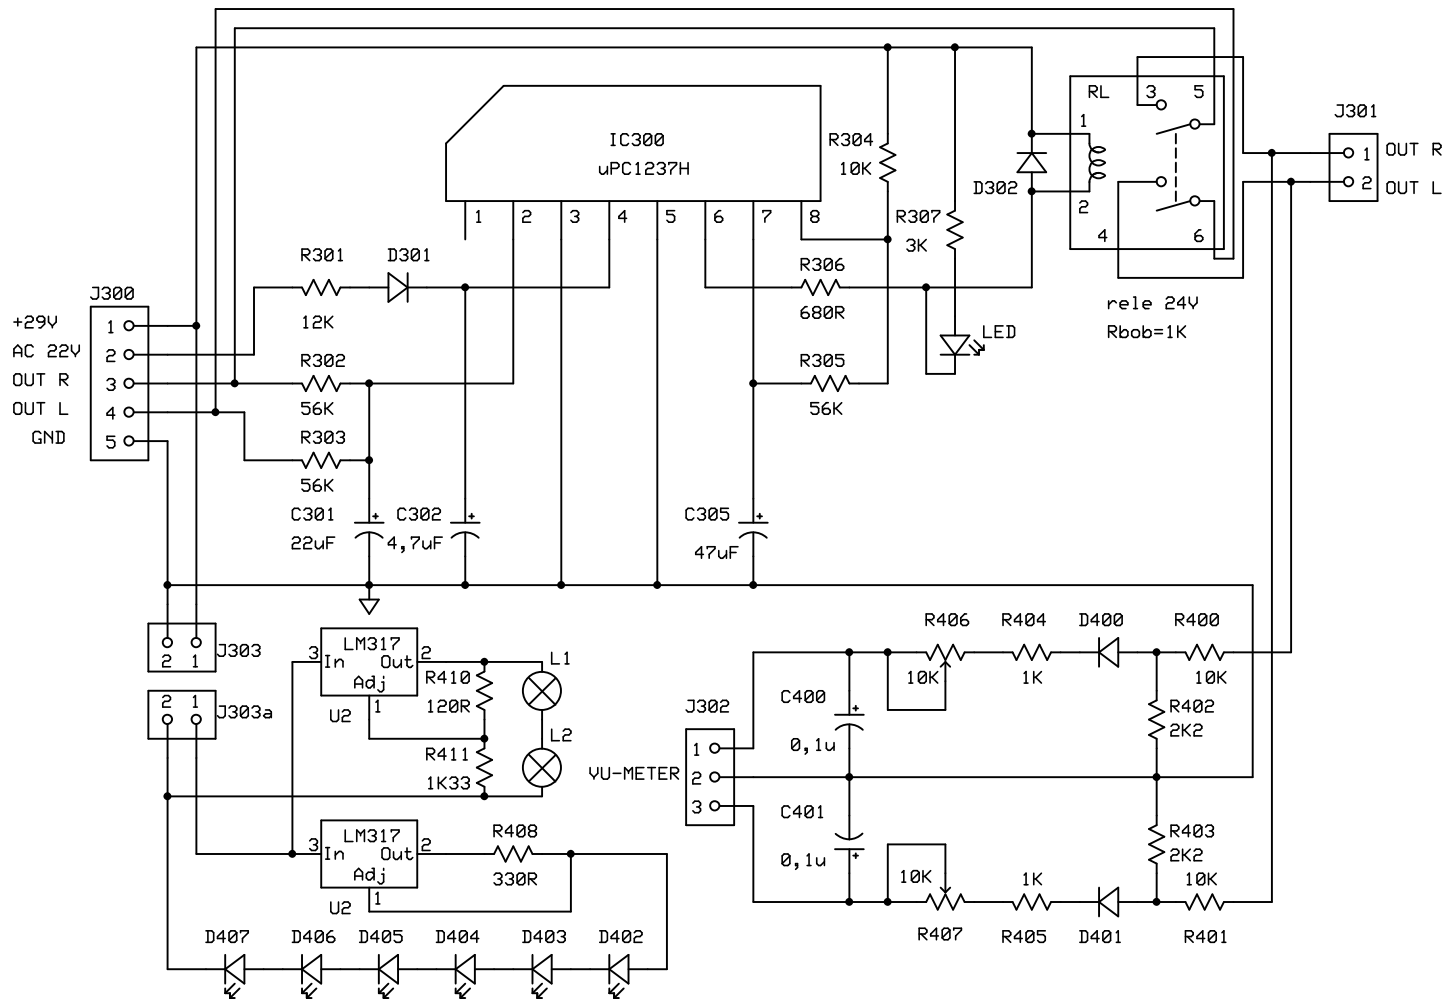 RL
3
5
J301
1
1
OUT R
2
OUT L
IC300
uPC1237H
R304
10K
D302
2
4
6
1
2
3
4
5
6
7
8
R307
3K
R301
D301
R306
12K
680R
LED
rele 24V
Rbob=1K
J300
+29V
1
AC 22V
2
OUT R
3
OUT L
4
GND
5
R302
56K
R303
56K
R305
56K
C301
+
22uF
C302
+
4,7uF
C305
+
47uF
J303
2 1
J303a
2 1
LM317
3
In
Out
2
Adj
1
U2
R410
120R
R411
1K33
L1
L2
LM317
3
In
Out
2
Adj
1
U2
R408
330R
D407
D406
D405
D404
D403
D402
J302
VU-METER
1
2
3
C400
+
0,1u
C401
+
0,1u
R406
10K
R404
1K
D400
R400
10K
R402
2K2
R403
2K2
10K
R407
1K
R405
D401
10K
R401